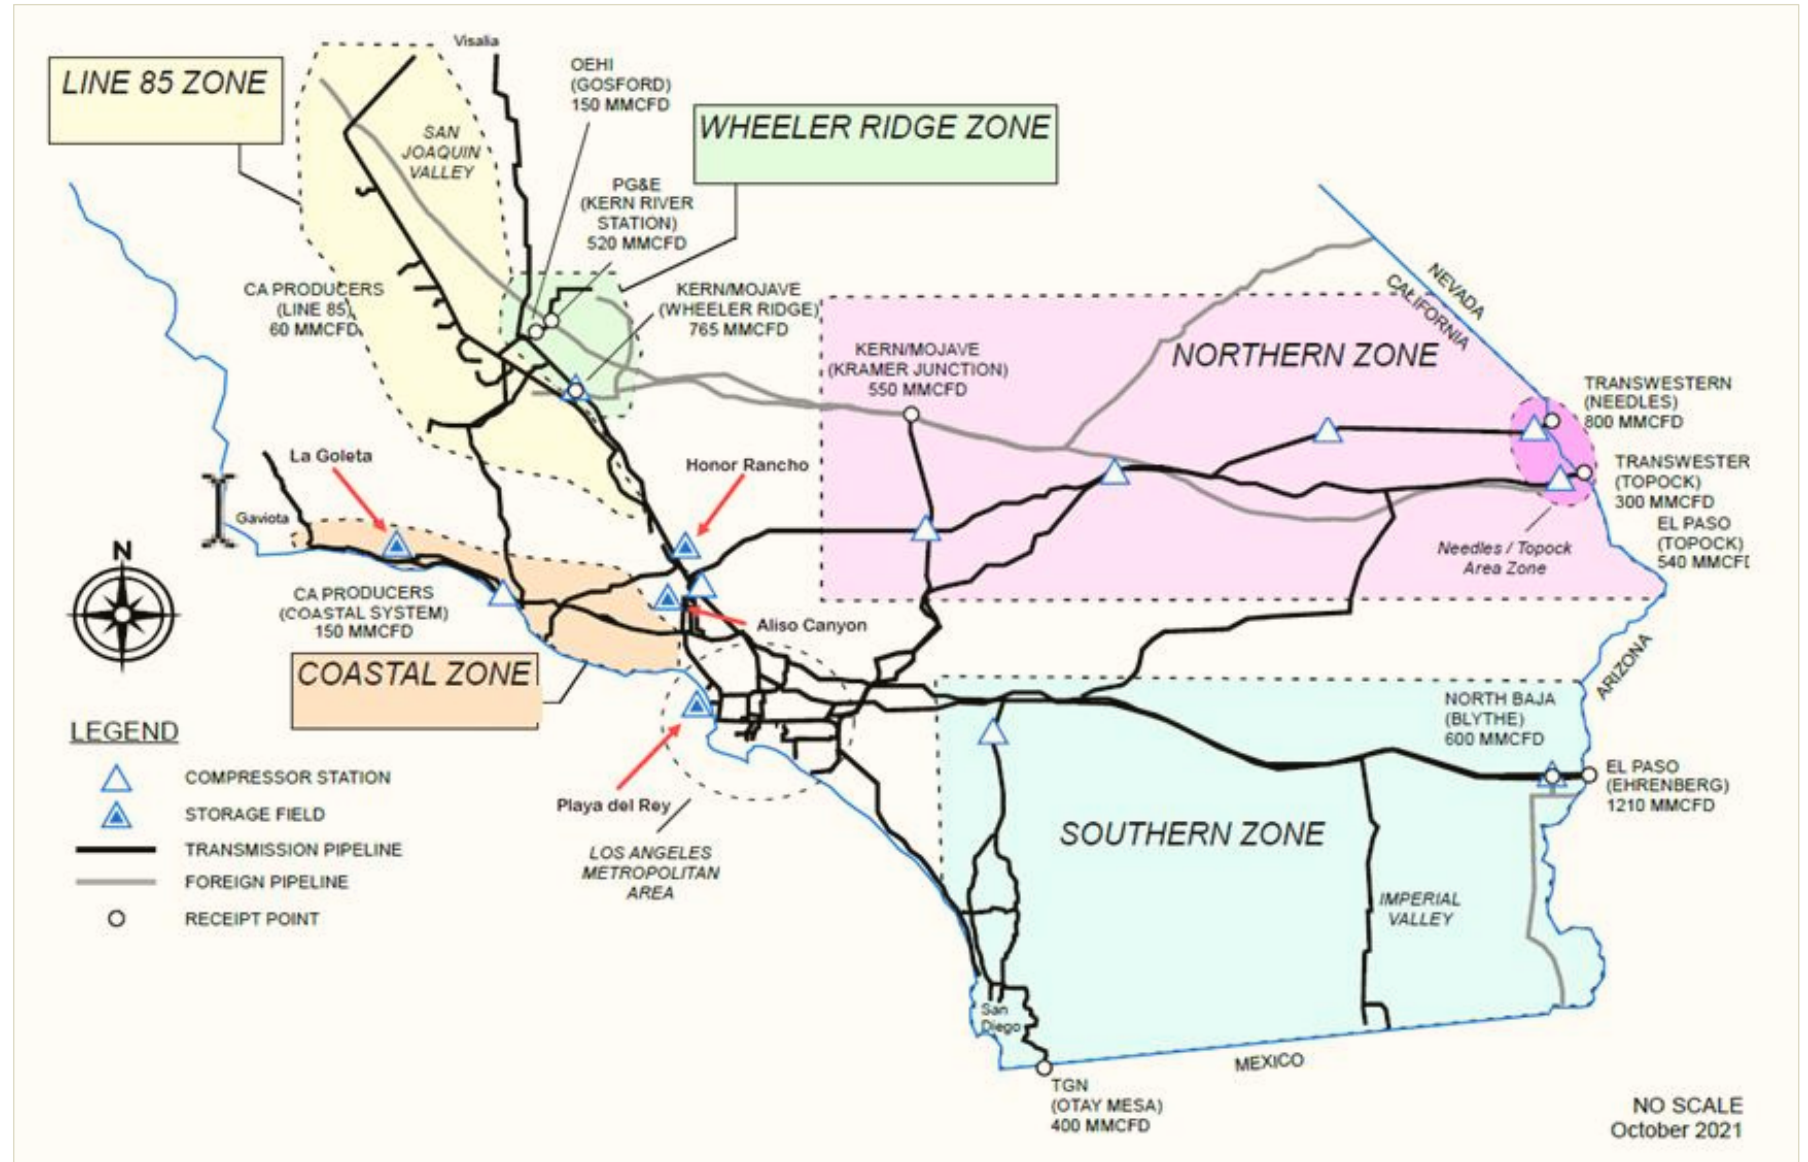 LINE 85 ZONE
Visalia
OEHI
(GOSFORD)
150 MMCFD
WHEELER RIDGE ZONE
SAN
JOAQUIN
VALLEY
PG&E
(KERN RIVER
STATION)
520 MMCFD
CA PRODUCERS
(LINE 85)
60 MMCFD
KERN/MOJAVE
(WHEELER RIDGE)
765 MMCFD
KERN/MOJAVE
(KRAMER JUNCTION)
550 MMCFD
NORTHERN ZONE
NEVADA
CALIFORNIA
TRANSWESTERN
(NEEDLES)
800 MMCFD
TRANSWESTER
(TOPOCK)
300 MMCFD
EL PASO
(TOPOCK)
540 MMCF
Needles / Topock
Area Zone
La Goleta
Honor Rancho
Gaviota
N
CA PRODUCERS
(COASTAL SYSTEM)
150 MMCFD
Aliso Canyon
COASTAL ZONE
ARIZONA
NORTH BAJA
(BLYTHE)
600 MMCFD
EL PASO
(EHRENBERG)
1210 MMCFD
LEGEND
COMPRESSOR STATION
STORAGE FIELD
TRANSMISSION PIPELINE
FOREIGN PIPELINE
RECEIPT POINT
Playa del Rey
LOS ANGELES
METROPOLITAN
AREA
SOUTHERN ZONE
IMPERIAL
VALLEY
San
Diego
MEXICO
TGN
(OTAY MESA)
400 MMCFD
NO SCALE
October 2021